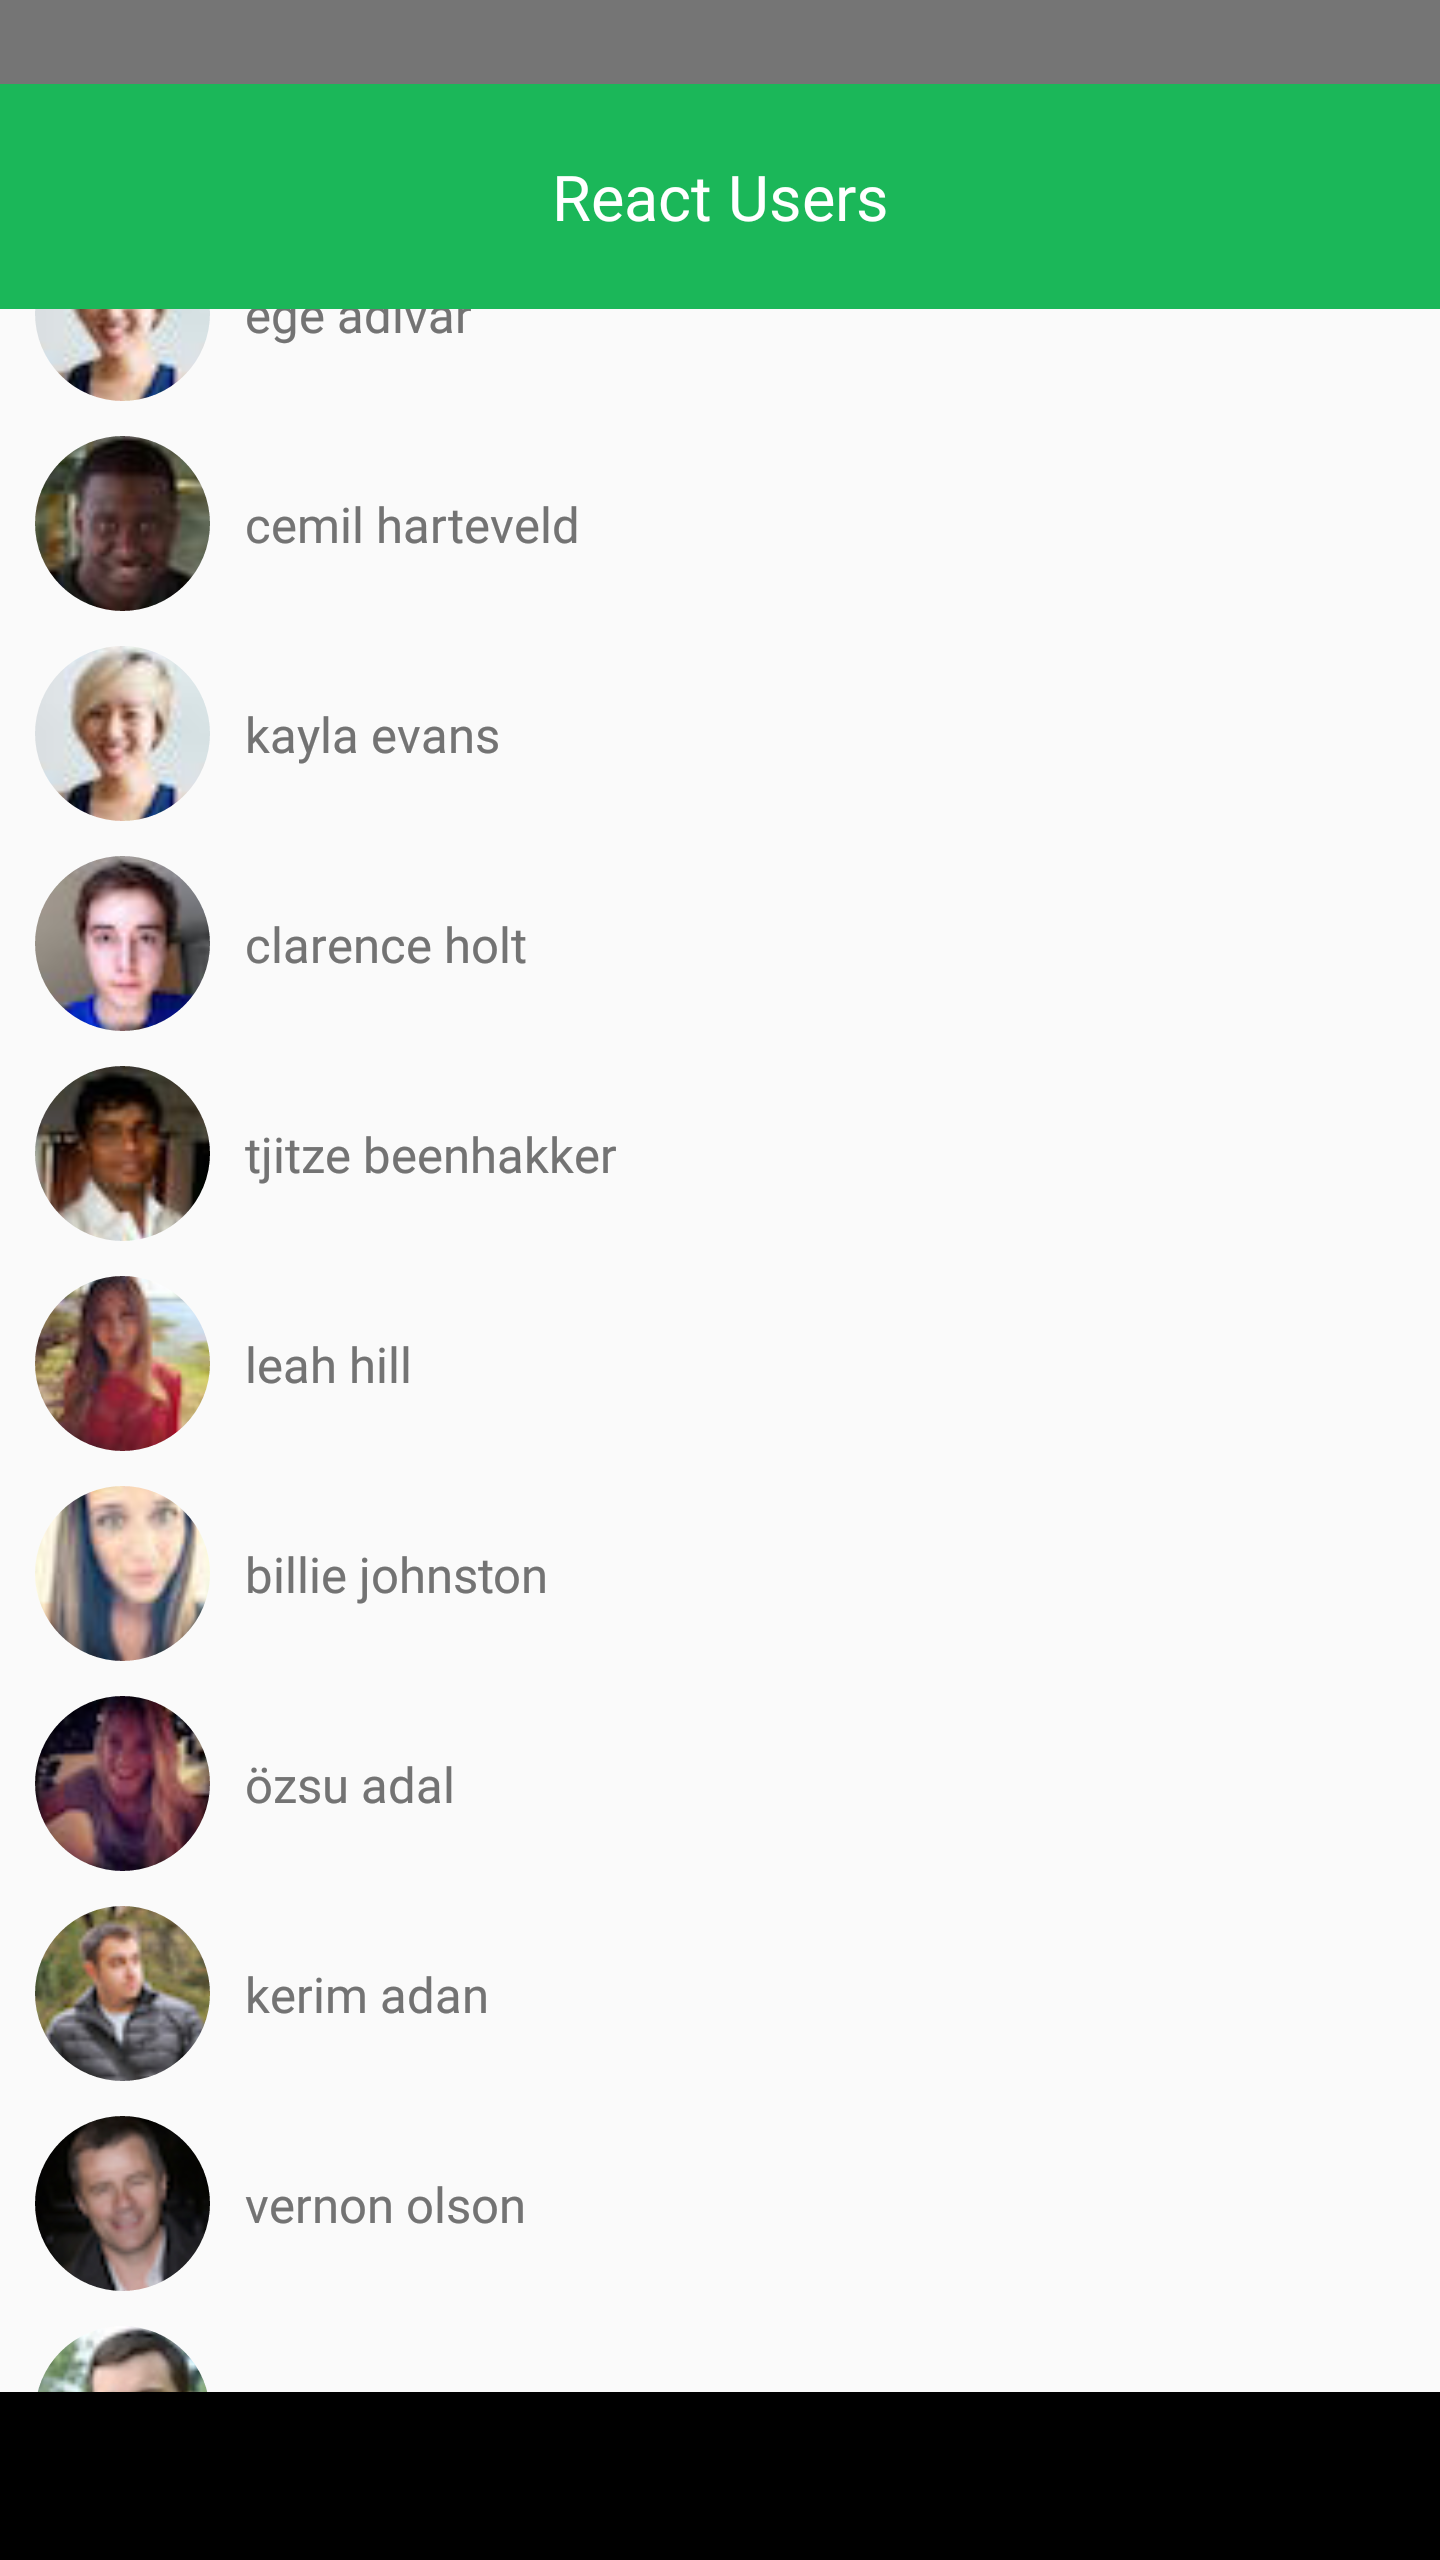 React Users
ege adıvar
cemil harteveld
kayla evans
clarence holt
tjitze beenhakker
leah hill
billie johnston
özsu adal
kerim adan
vernon olson